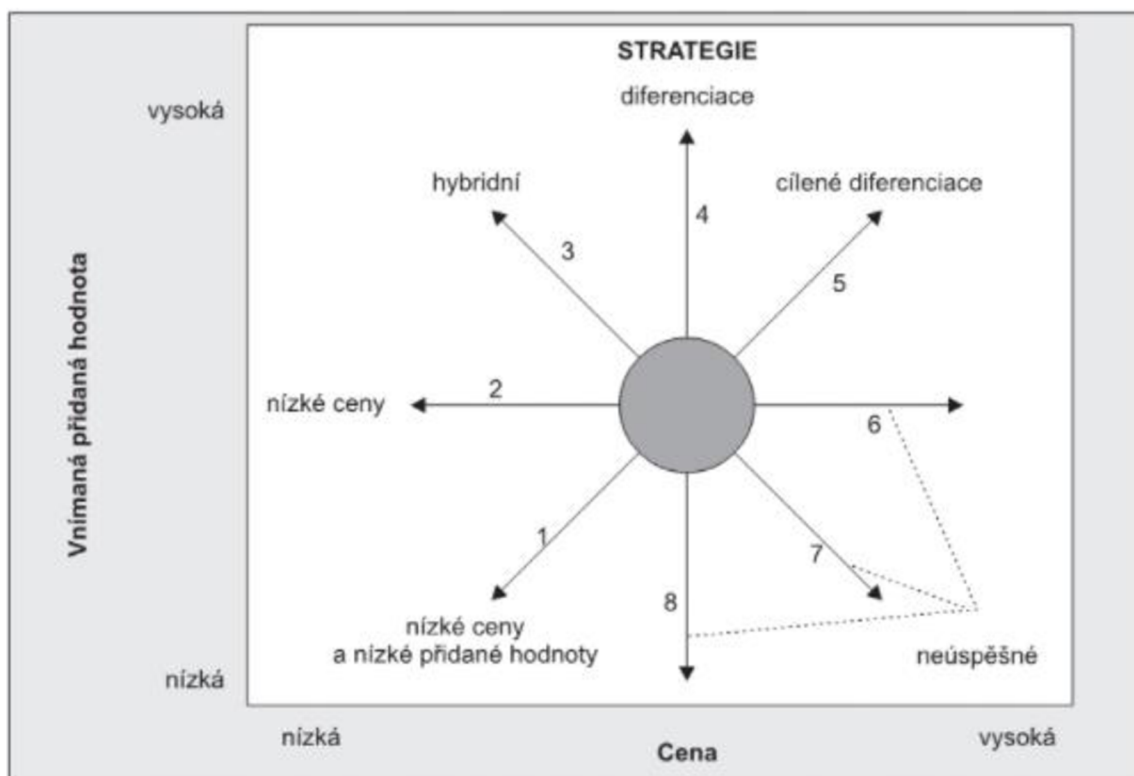 STRATEGIE
diferenciace
vysoká
hybridní
cílené diferenciace
4
3
5
Vnímaná přidaná hodnota
nízké ceny
2
6
1
7
8
nízké ceny
a nízké přidané hodnoty
neúspěšné
nízká
nízká
Cena
vysoká